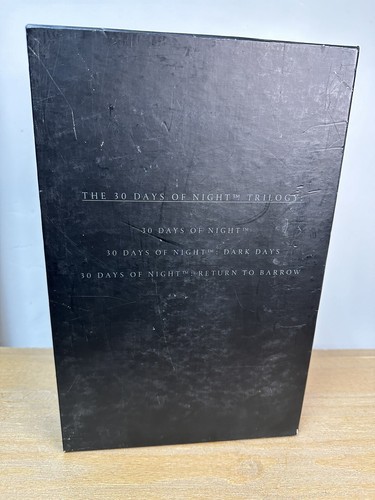 THE 30 DAYS OF NIGHT™ TRILOGY
30 DAYS OF NIGHT™
30 DAYS OF NIGHT™: DARK DAYS
30 DAYS OF NIGHT™: RETURN TO BARROW